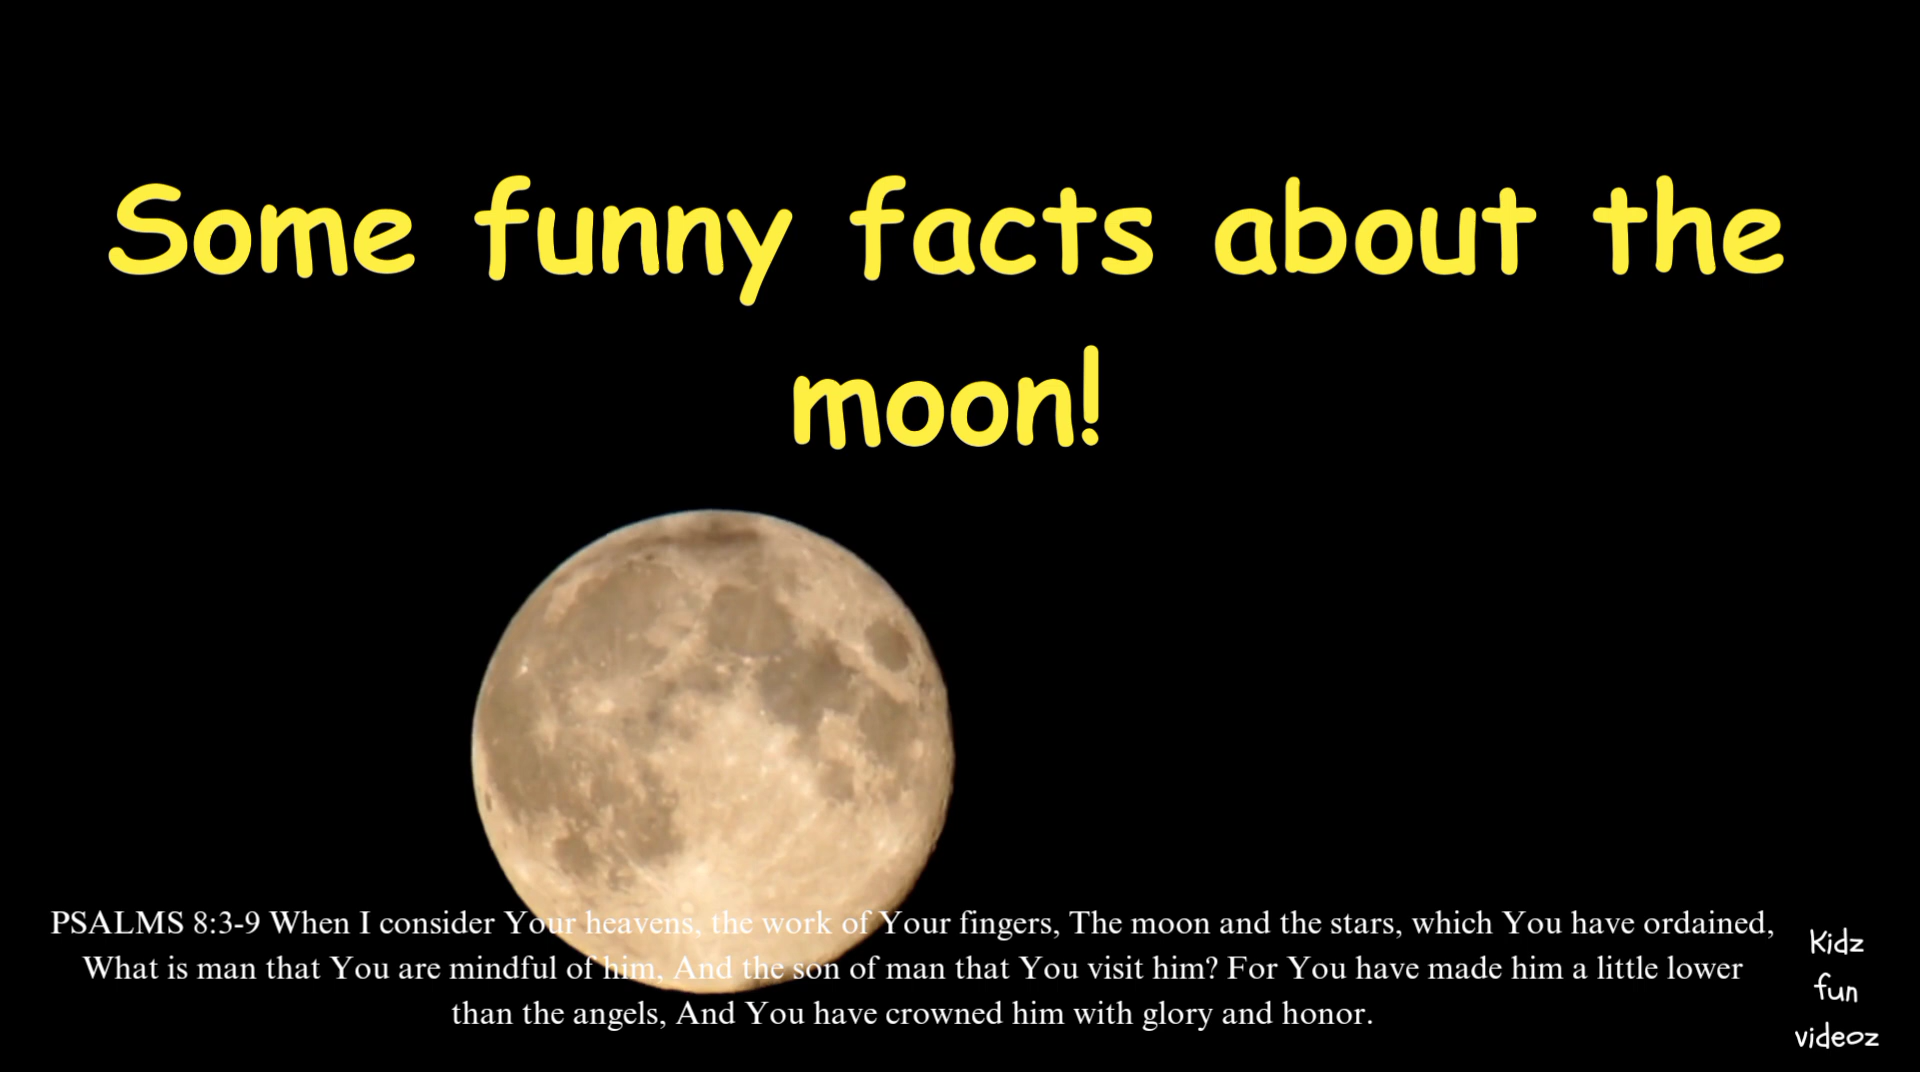 Some funny facts about the
moon!
PSALMS 8:3-9 When I consider Your heavens, the work of Your fingers, The moon and the stars, which You have ordained,
What is man that You are mindful of him, And the son of man that You visit him? For You have made him a little lower
than the angels, And You have crowned him with glory and honor.
Kidz
fun
videoz